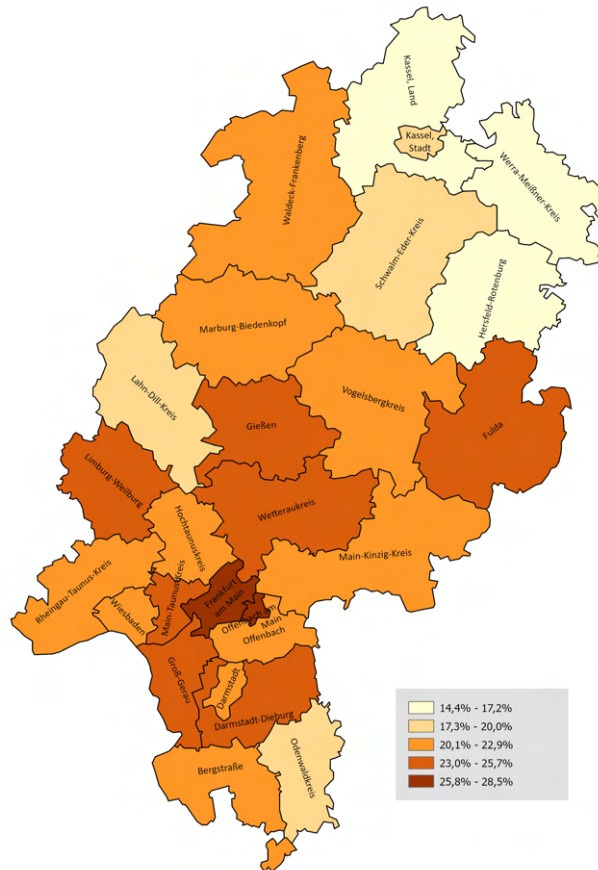 Kassel, Land
Kassel,
Stadt
Werra-Meißner-Kreis
Waldeck-Frankenberg
Schwalm-Eder-Kreis
Hersfeld-Rotenburg
Marburg-Biedenkopf
Lahn-Dill-Kreis
Vogelsbergkreis
Gießen
Fulda
Limburg-Weilburg
Wetteraukreis
Hochtaunuskreis
Main-Kinzig-Kreis
Rheingau-Taunus-Kreis
Wiesbaden
Main-Taunus-Kreis
Frankfurt
am Main
Offenbach am
Main
Offenbach
Groß-Gerau
Darmstadt
Darmstadt-Dieburg
Bergstraße
Odenwaldkreis
14,4% - 17,2%
17,3% - 20,0%
20,1% - 22,9%
23,0% - 25,7%
25,8% - 28,5%